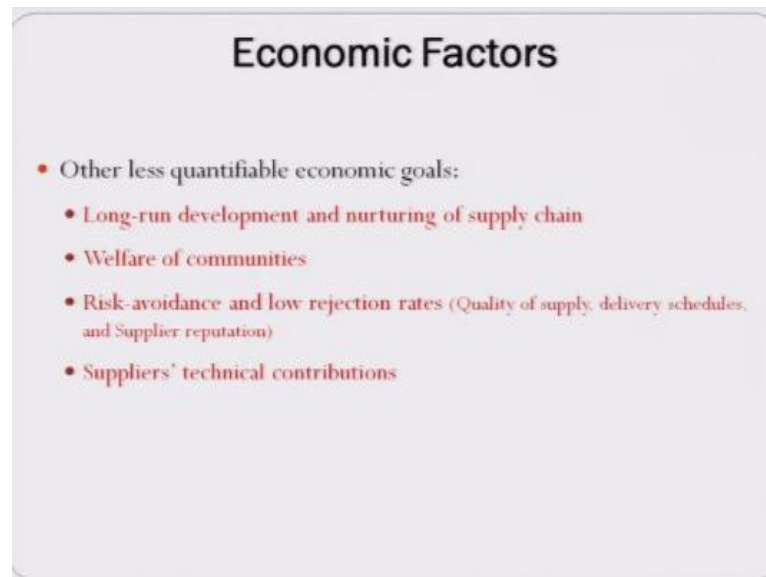 Economic Factors
• Other less quantifiable economic goals:
• Long-run development and nurturing of supply chain
• Welfare of communities
• Risk-avoidance and low rejection rates (Quality of supply, delivery schedules,
and Supplier reputation)
• Suppliers' technical contributions